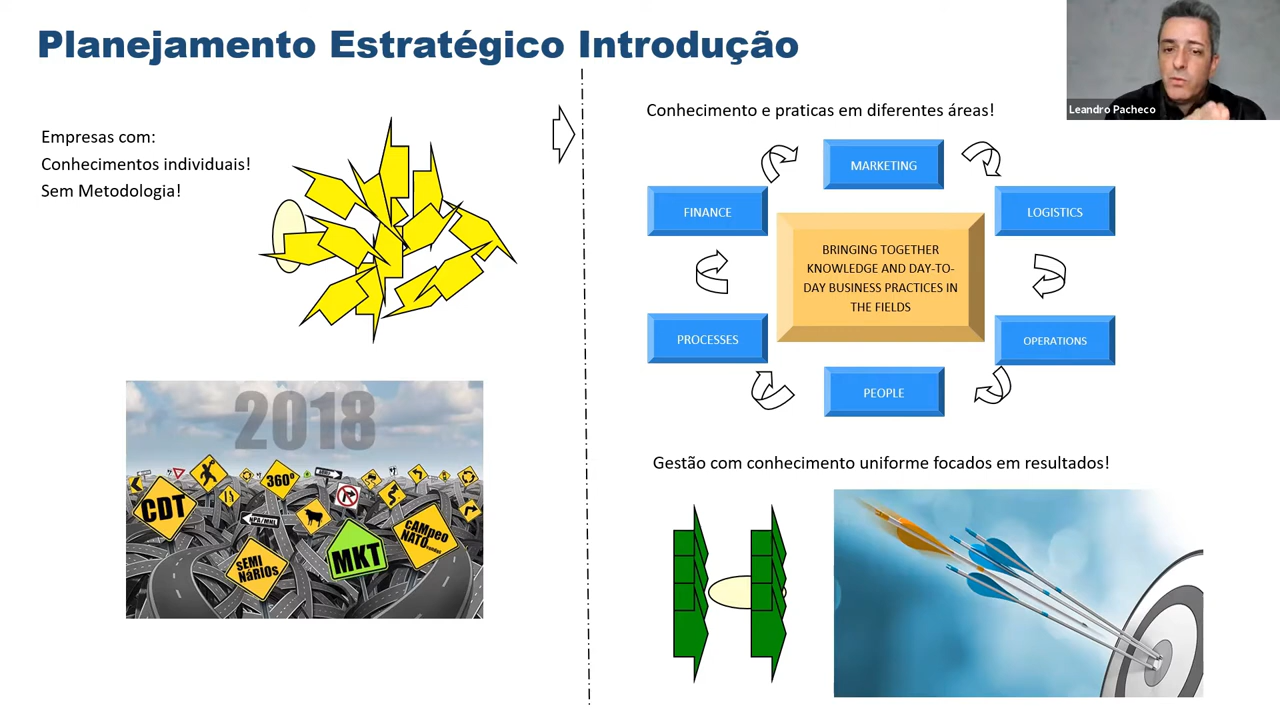 Planejamento Estratégico Introdução
Leandro Pacheco
Empresas com:
Conhecimentos individuais!
Sem Metodologia!
2018
CDT
360º
SEMI
NáRIOs
MKT
cAMpeo
NATO
Conhecimento e praticas em diferentes áreas!
MARKETING
FINANCE
LOGISTICS
BRINGING TOGETHER
KNOWLEDGE AND DAY-TO-
DAY BUSINESS PRACTICES IN
THE FIELDS
PROCESSES
OPERATIONS
PEOPLE
Gestão com conhecimento uniforme focados em resultados!